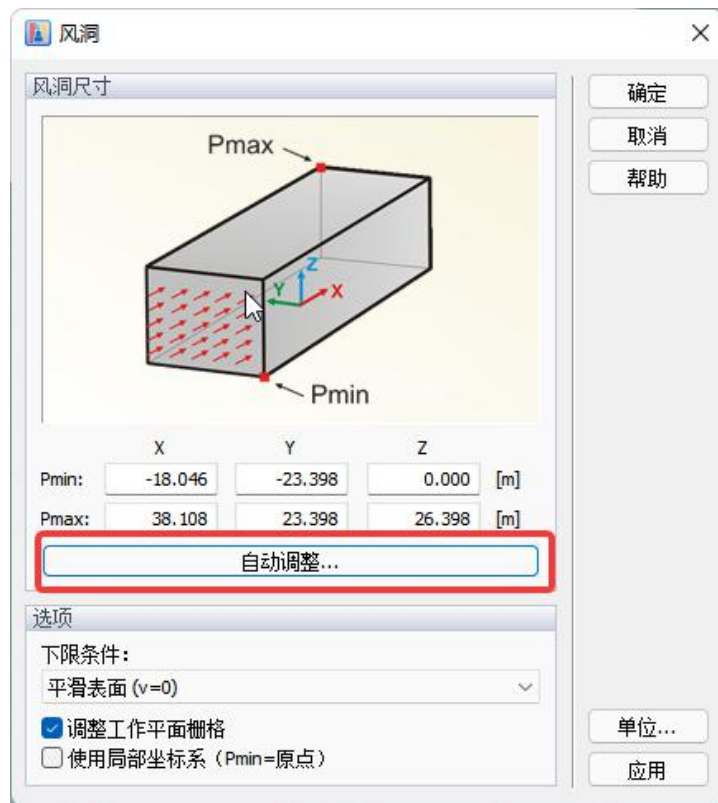 风洞
风洞尺寸
确定
取消
帮助
Pmax
Z
Y
X
Pmin
X Y Z
Pmin: -18.046 -23.398 0.000 [m]
Pmax: 38.108 23.398 26.398 [m]
自动调整...
选项
下限条件:
平滑表面 (v=0)
调整工作平面栅格
使用局部坐标系（Pmin=原点）
单位...
应用